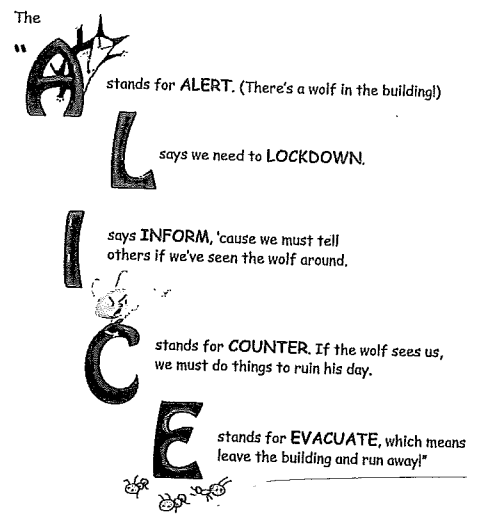 The
"A stands for ALERT. (There's a wolf in the building!)
L says we need to LOCKDOWN.
I says INFORM, 'cause we must tell
others if we've seen the wolf around.
C stands for COUNTER. If the wolf sees us,
we must do things to ruin his day.
E stands for EVACUATE, which means
leave the building and run away!"